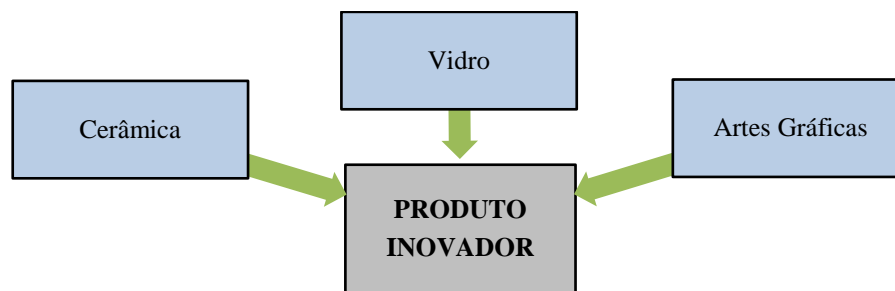 Vidro
Cerâmica
Artes Gráficas
PRODUTO
INOVADOR